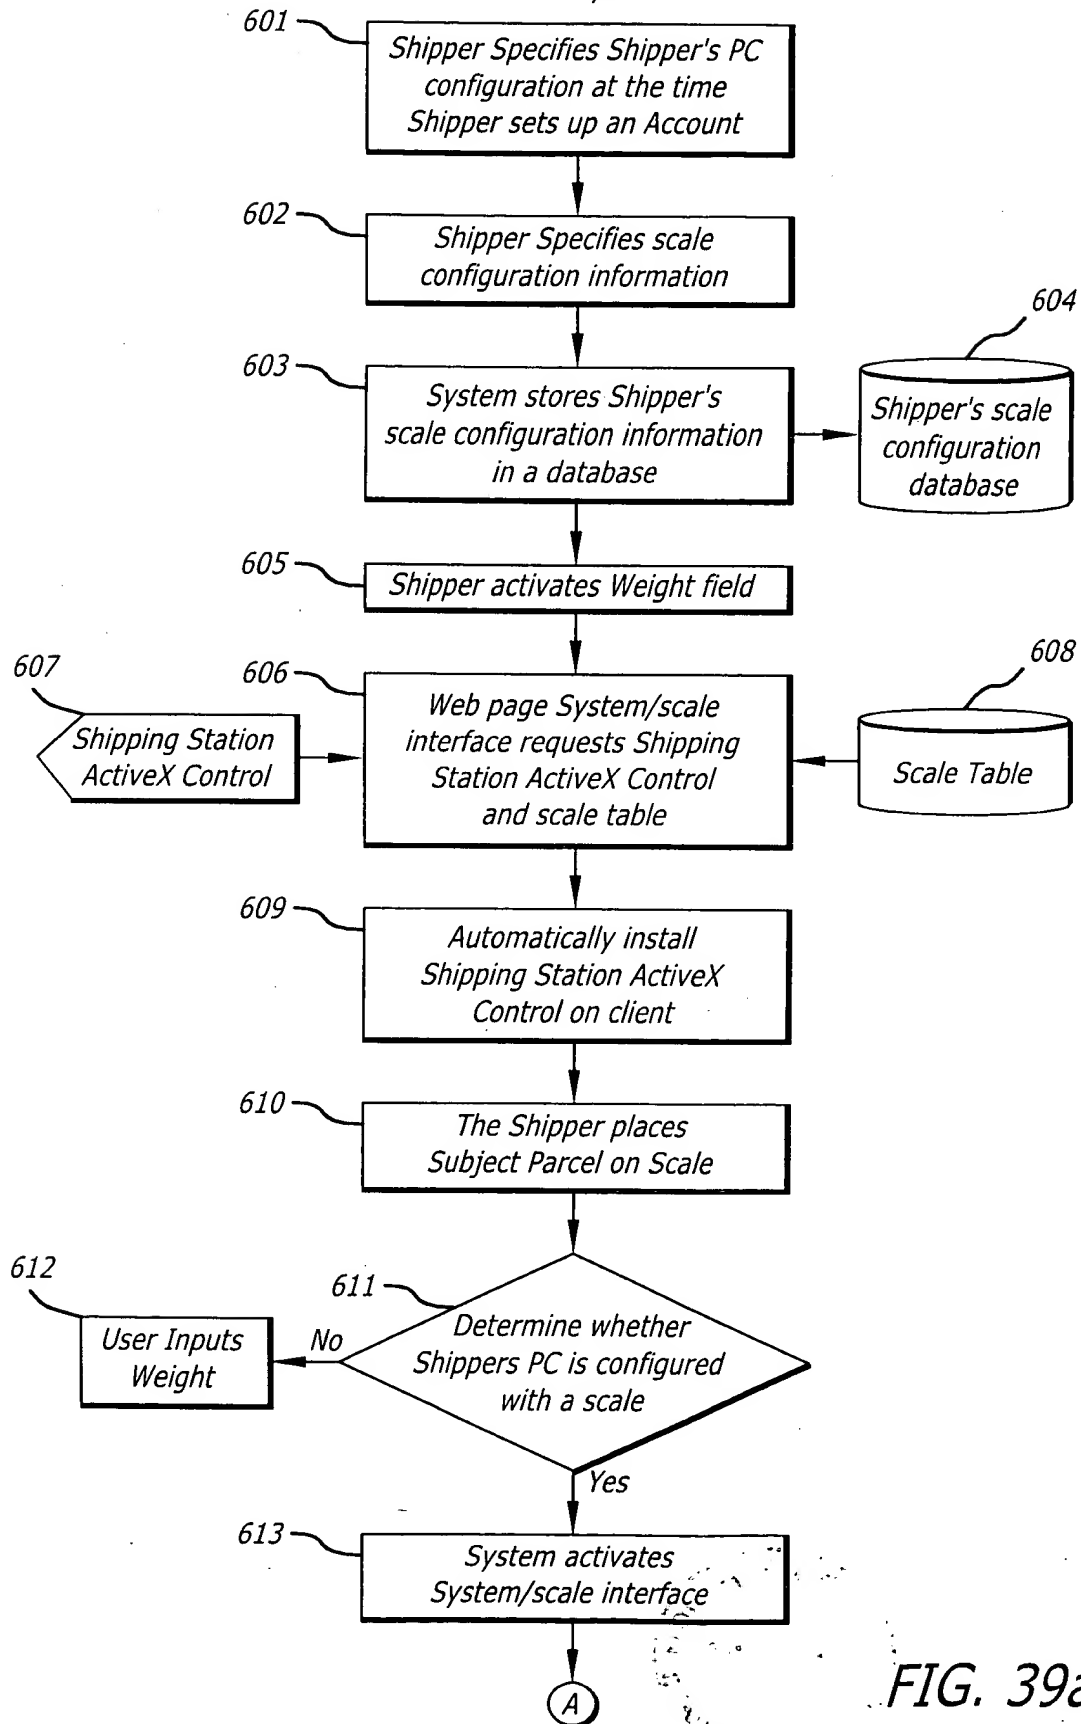 601
Shipper Specifies Shipper's PC
configuration at the time
Shipper sets up an Account
602
Shipper Specifies scale
configuration information
603
System stores Shipper's
scale configuration information
in a database
604
Shipper's scale
configuration
database
605
Shipper activates Weight field
607
Shipping Station
ActiveX Control
606
Web page System/scale
interface requests Shipping
Station ActiveX Control
and scale table
608
Scale Table
609
Automatically install
Shipping Station ActiveX
Control on client
610
The Shipper places
Subject Parcel on Scale
611
Determine whether
Shippers PC is configured
with a scale
No
612
User Inputs
Weight
Yes
613
System activates
System/scale interface
A
FIG. 39a